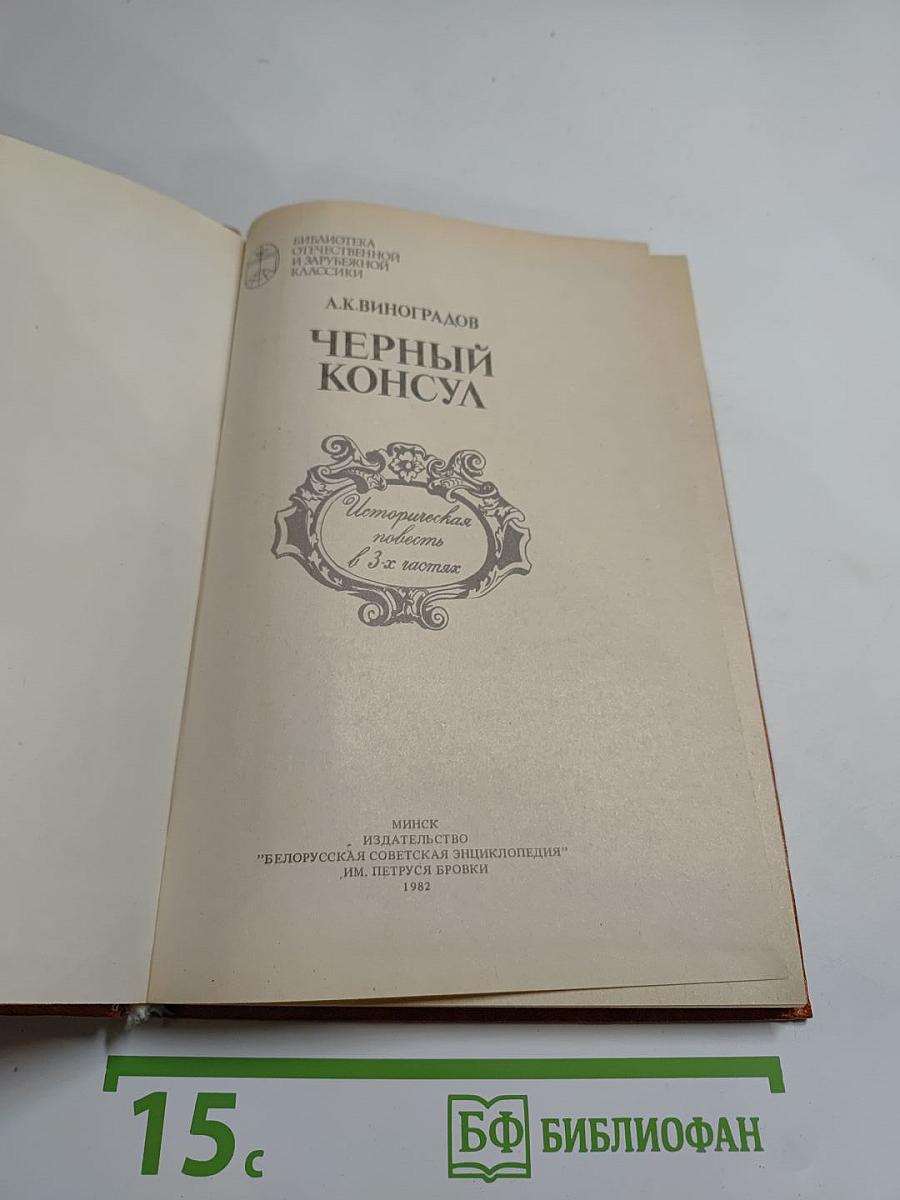 БИБЛИОТЕКА
ОТЕЧЕСТВЕННОЙ
И ЗАРУБЕЖНОЙ
КЛАССИКИ
А.К.ВИНОГРАДОВ
ЧЕРНЫЙ
КОНСУЛ
Историческая
повесть
в 3-х частях
МИНСК
ИЗДАТЕЛЬСТВО
"БЕЛОРУССКАЯ СОВЕТСКАЯ ЭНЦИКЛОПЕДИЯ"
ИМ. ПЕТРУСЯ БРОВКИ
1982
15 с
БФ БИБЛИОФАН